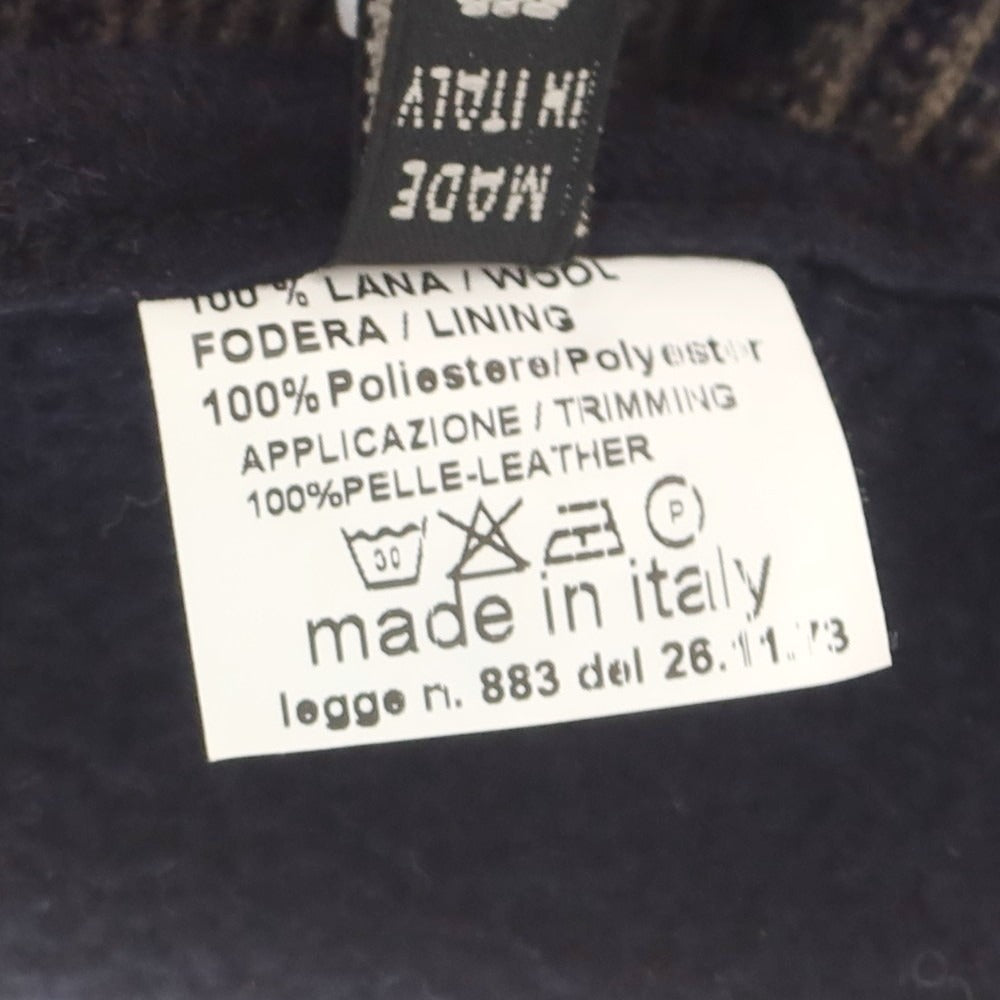 MADE
IN ITALY
100 % LANA / WOOL
FODERA / LINING
100% Poliestere/Polyester
APPLICAZIONE / TRIMMING
100%PELLE-LEATHER
30 P
made in italy
legge n. 883 del 26.11.73